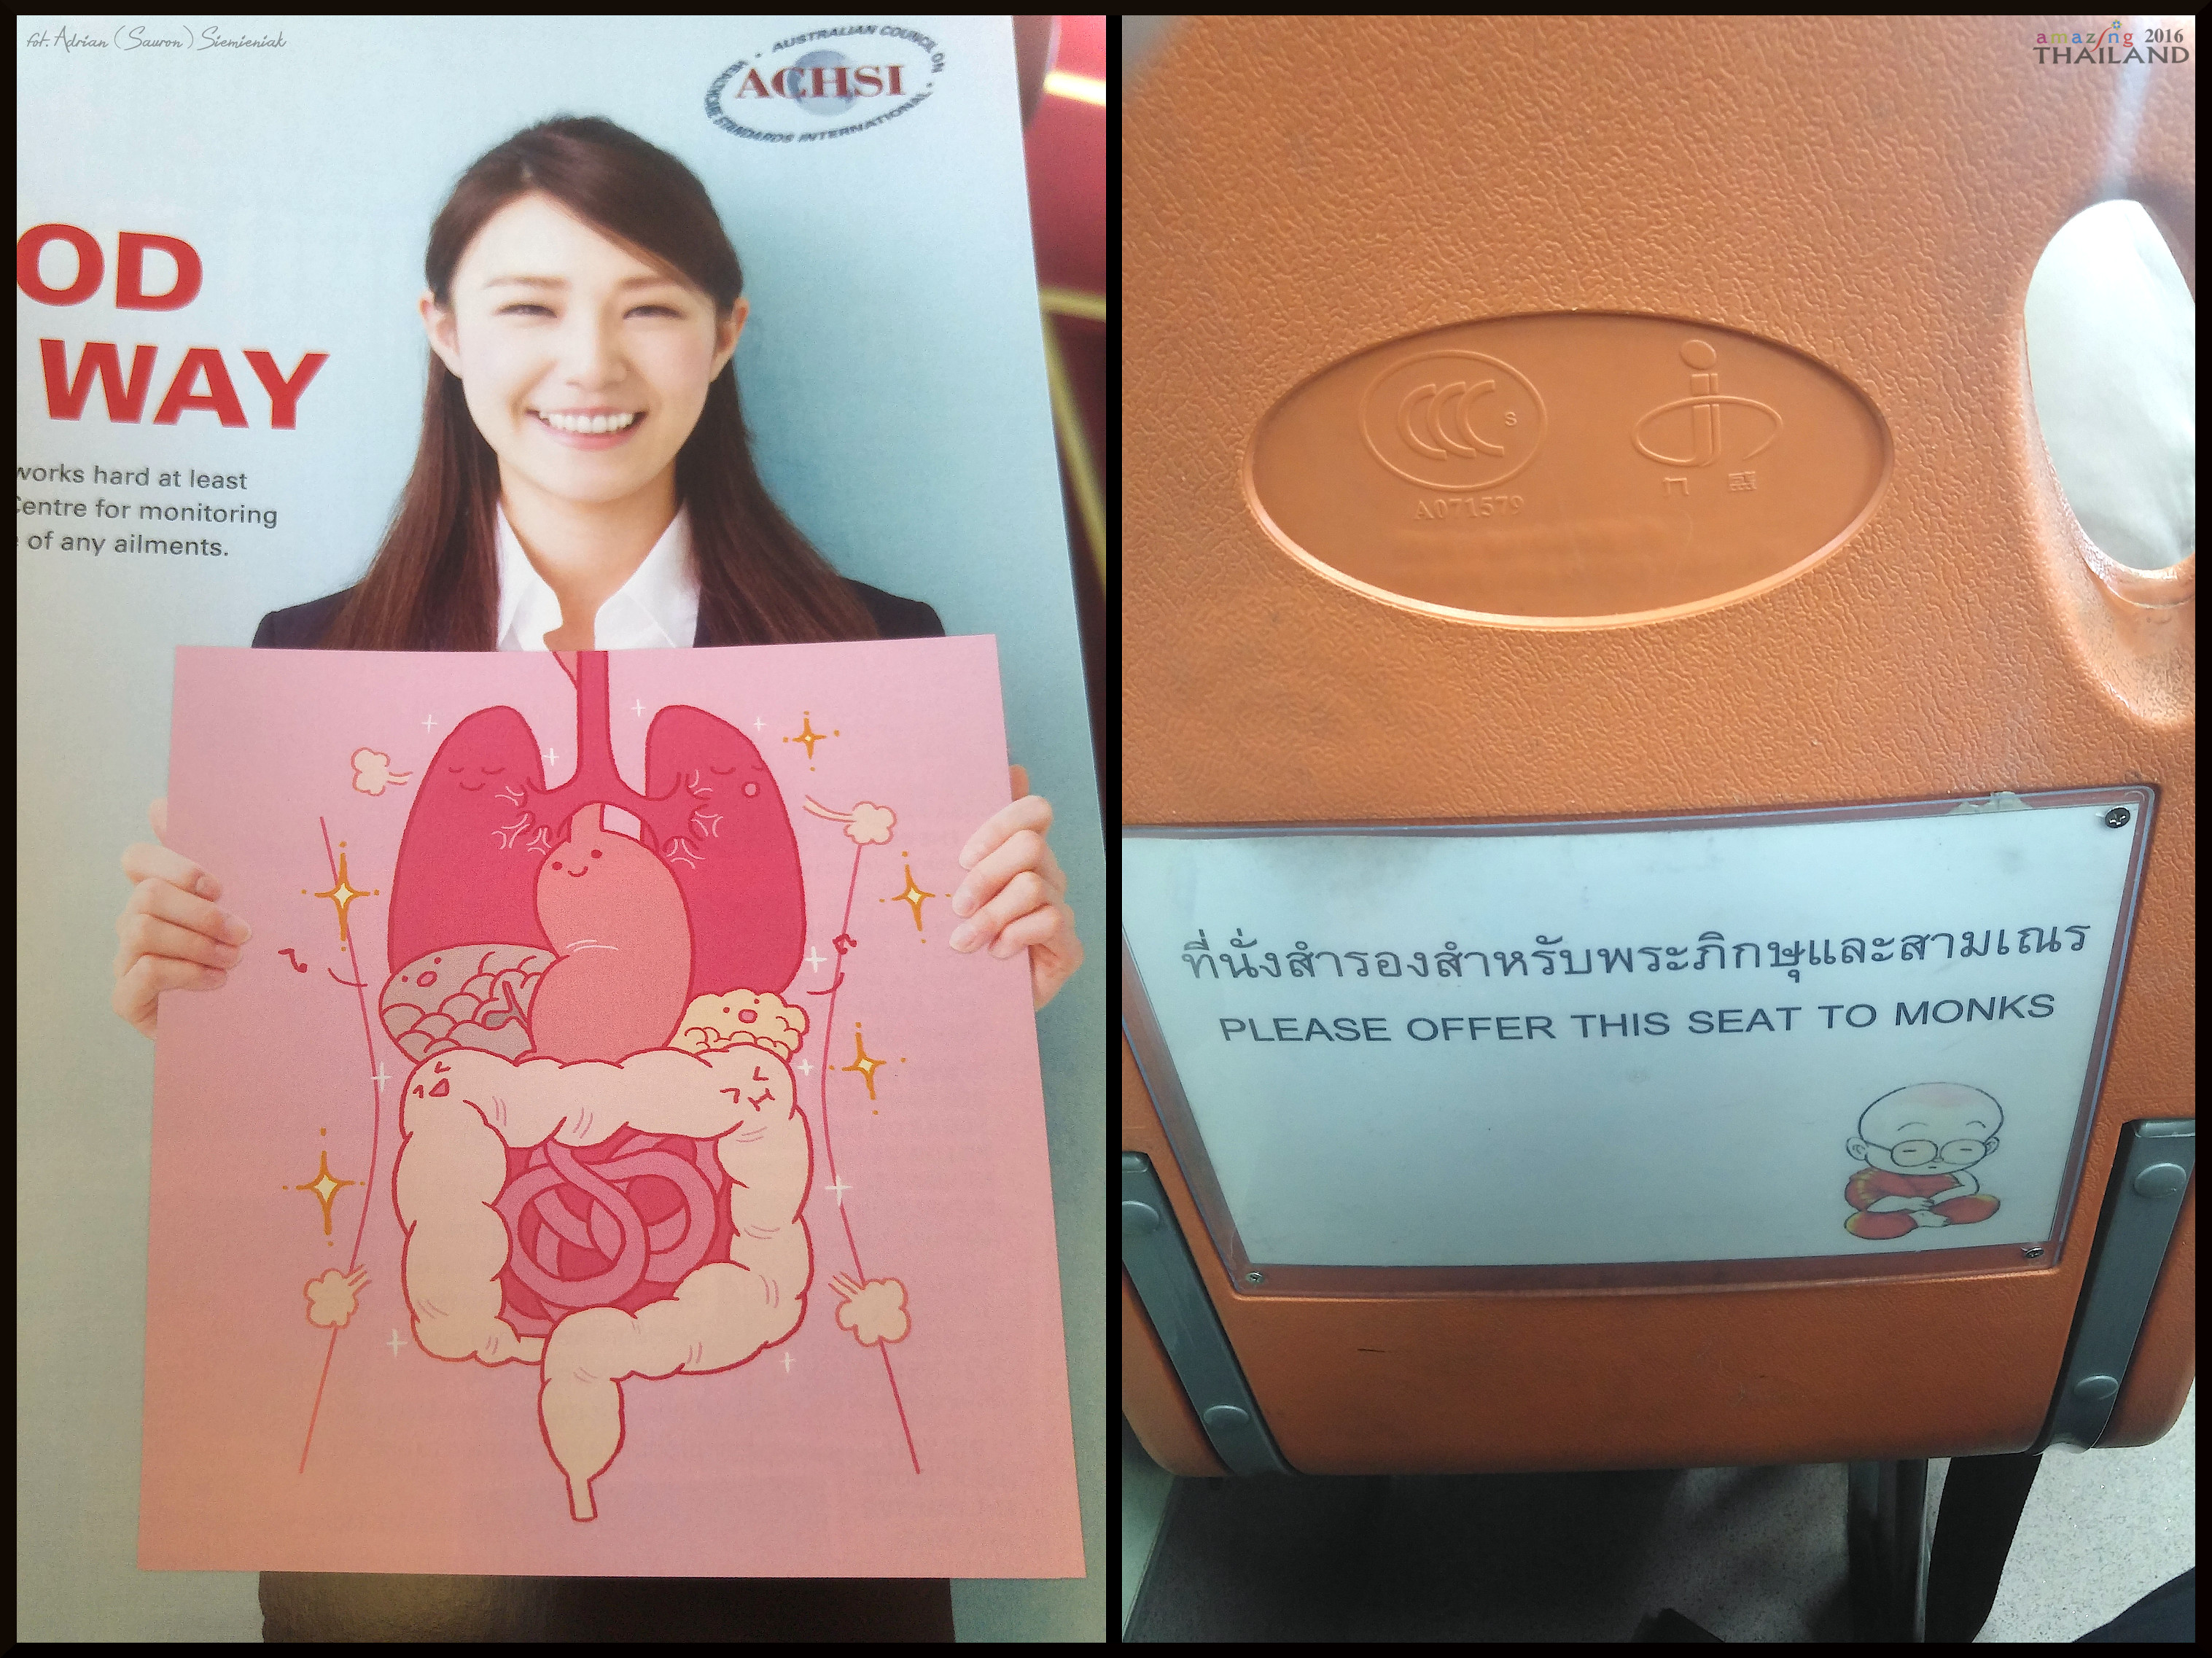 fot. Adrian (Sauron) Siemieniak
AUSTRALIAN COUNCIL ON
ACHSI
HEALTHCARE STANDARDS INTERNATIONAL
OD
WAY
works hard at least
Centre for monitoring
of any ailments.
amazing 2016
THAILAND
CCC S
A071579
ที่นั่งสำรองสำหรับพระภิกษุและสามเณร
PLEASE OFFER THIS SEAT TO MONKS